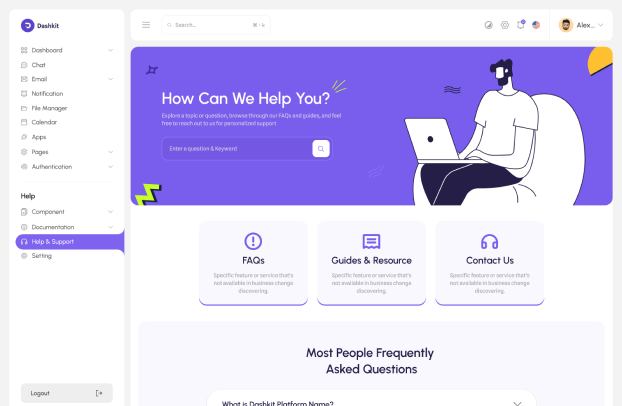 Dashkit
Dashboard
Chat
Email
Notification
File Manager
Calendar
Apps
Pages
Authentication
Help
Component
Documentation
Help & Support
Setting
Logout
Search...
⌘ - k
Alex...
How Can We Help You?
Explore a topic or question, browse through our FAQs and guides, and feel
free to reach out to us for personalized support
Enter a question & Keyword
FAQs
Specific feature or service that's
not available in business change
discovering.
Guides & Resource
Specific feature or service that's
not available in business change
discovering.
Contact Us
Specific feature or service that's
not available in business change
discovering.
Most People Frequently
Asked Questions
What is Dashkit Platform Name?